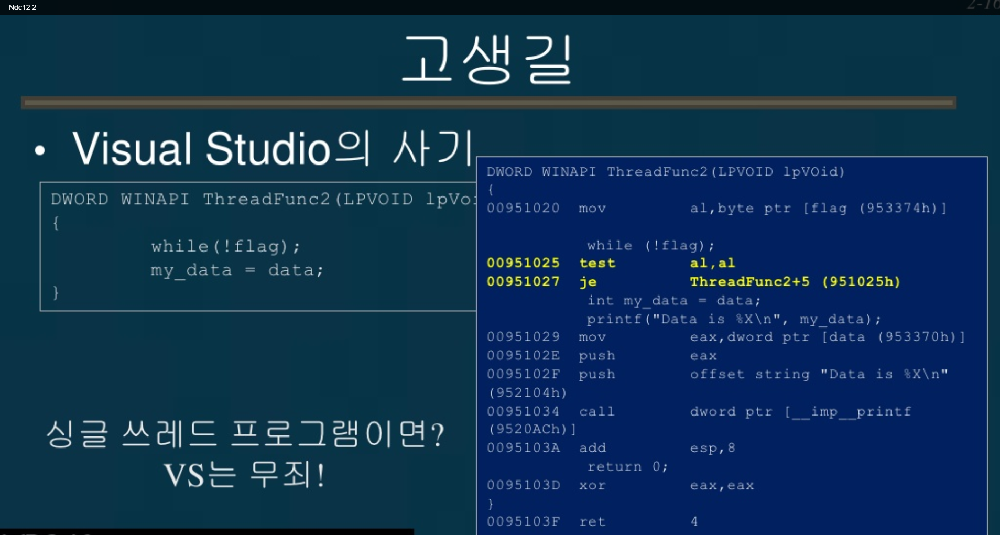 Ndc12 2
고생길
• Visual Studio의 사기
DWORD WINAPI ThreadFunc2(LPVOID lpVoi
{
while(!flag);
my_data = data;
}
싱글 쓰레드 프로그램이면?
VS는 무죄!
DWORD WINAPI ThreadFunc2(LPVOID lpVOid)
{
00951020 mov al,byte ptr [flag (953374h)]
while (!flag);
00951025 test al,al
00951027 je ThreadFunc2+5 (951025h)
int my_data = data;
printf("Data is %X\n", my_data);
00951029 mov eax,dword ptr [data (953370h)]
0095102E push eax
0095102F push offset string "Data is %X\n"
(952104h)
00951034 call dword ptr [__imp__printf
(9520ACh)]
0095103A add esp,8
return 0;
0095103D xor eax,eax
}
0095103F ret 4